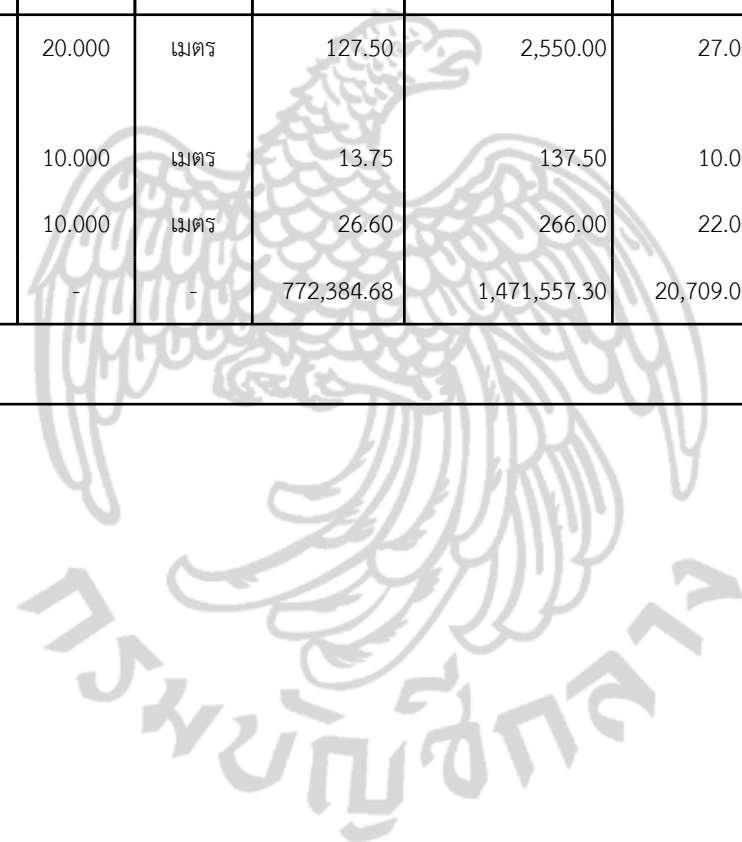 20.000 เมตร 127.50 2,550.00 27.0
10.000 เมตร 13.75 137.50 10.0
10.000 เมตร 26.60 266.00 22.0
- - 772,384.68 1,471,557.30 20,709.0
กรมบัญชีกลาง